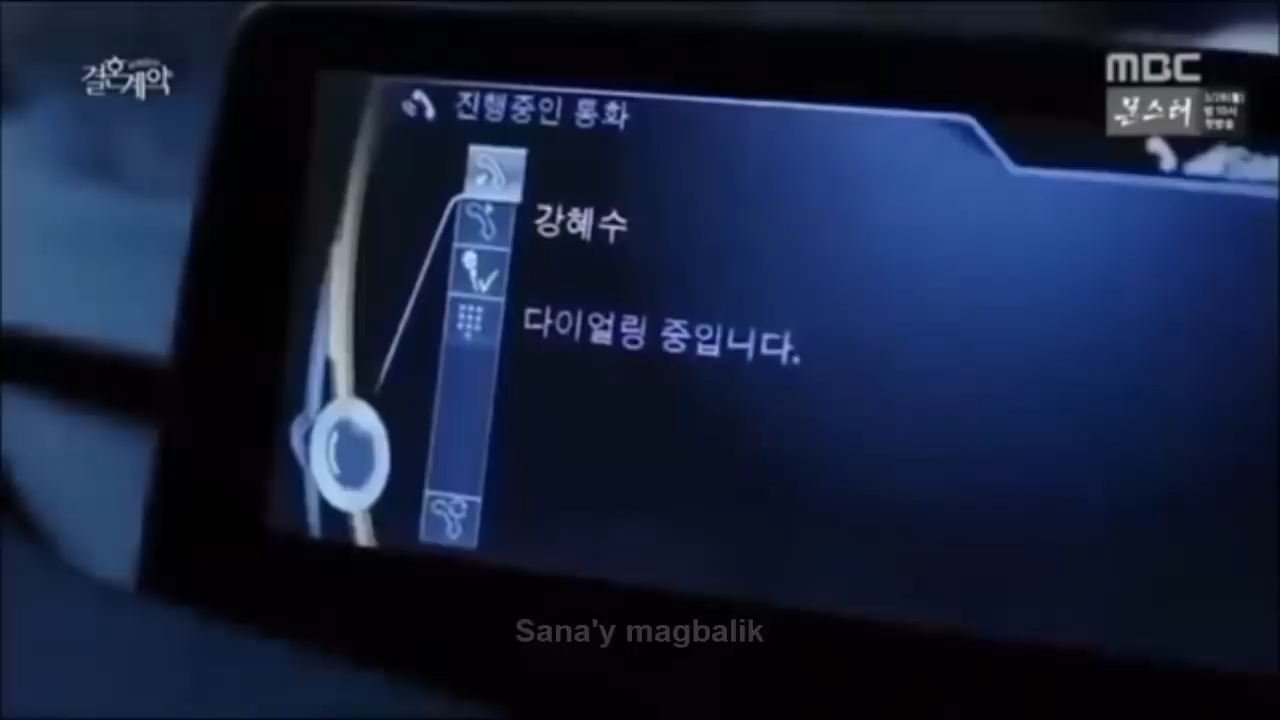 결혼계약
MBC
몬스터
진행중인 통화
강혜수
다이얼링 중입니다.
Sana'y magbalik